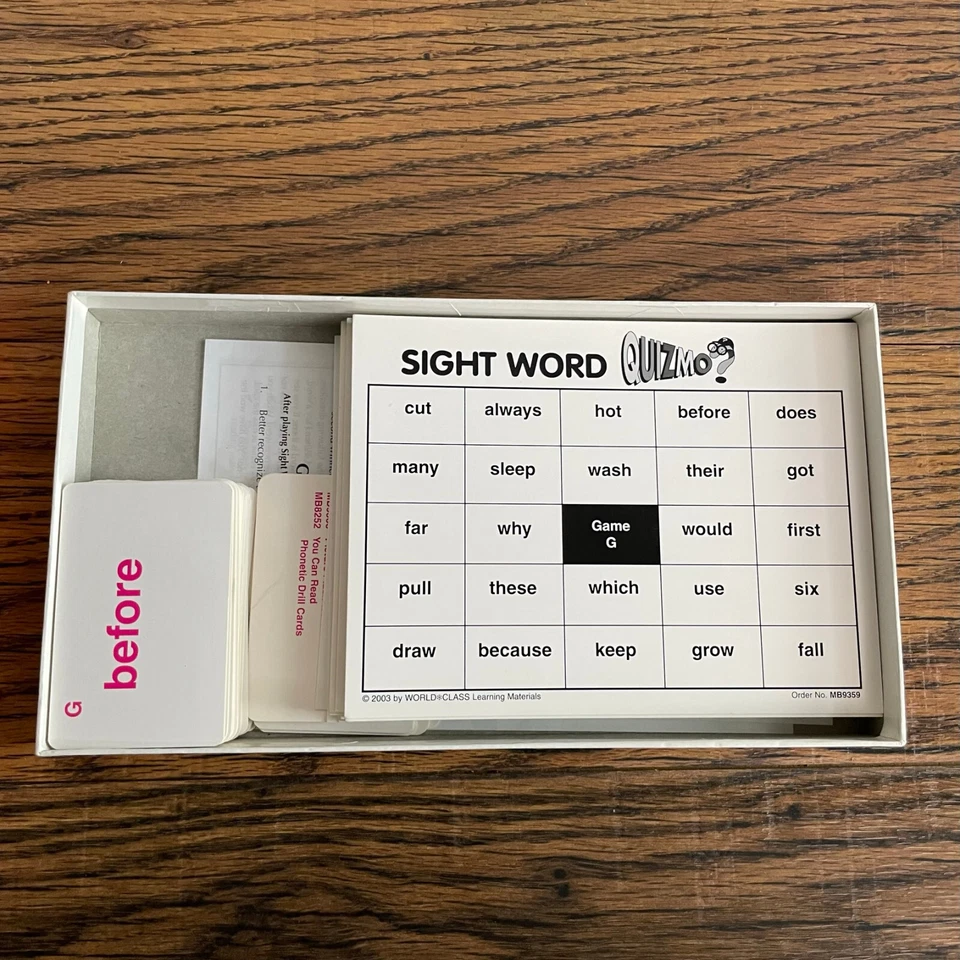 SIGHT WORD QUIZMO?
cut always hot before does
many sleep wash their got
far why Game G would first
pull these which use six
draw because keep grow fall
© 2003 by WORLD®CLASS Learning Materials
Order No. MB9359
before
G
MB8252 You Can Read
Phonetic Drill Cards
After playing Sight
1. Better recognize